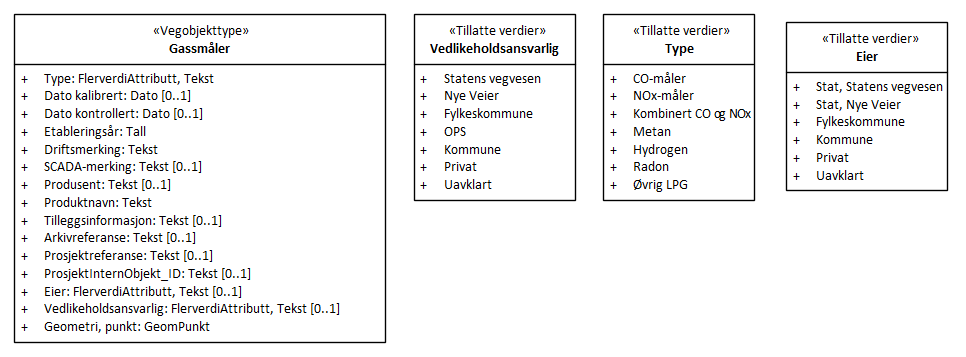 «Vegobjekttype»
Gassmåler
+ Type: FlerverdiAttributt, Tekst
+ Dato kalibrert: Dato [0..1]
+ Dato kontrollert: Dato [0..1]
+ Etableringsår: Tall
+ Driftsmerking: Tekst
+ SCADA-merking: Tekst [0..1]
+ Produsent: Tekst [0..1]
+ Produktnavn: Tekst
+ Tilleggsinformasjon: Tekst [0..1]
+ Arkivreferanse: Tekst [0..1]
+ Prosjektreferanse: Tekst [0..1]
+ ProsjektInternObjekt_ID: Tekst [0..1]
+ Eier: FlerverdiAttributt, Tekst [0..1]
+ Vedlikeholdsansvarlig: FlerverdiAttributt, Tekst [0..1]
+ Geometri, punkt: GeomPunkt
«Tillatte verdier»
Vedlikeholdsansvarlig
+ Statens vegvesen
+ Nye Veier
+ Fylkeskommune
+ OPS
+ Kommune
+ Privat
+ Uavklart
«Tillatte verdier»
Type
+ CO-måler
+ NOx-måler
+ Kombinert CO og NOx
+ Metan
+ Hydrogen
+ Radon
+ Øvrig LPG
«Tillatte verdier»
Eier
+ Stat, Statens vegvesen
+ Stat, Nye Veier
+ Fylkeskommune
+ Kommune
+ Privat
+ Uavklart